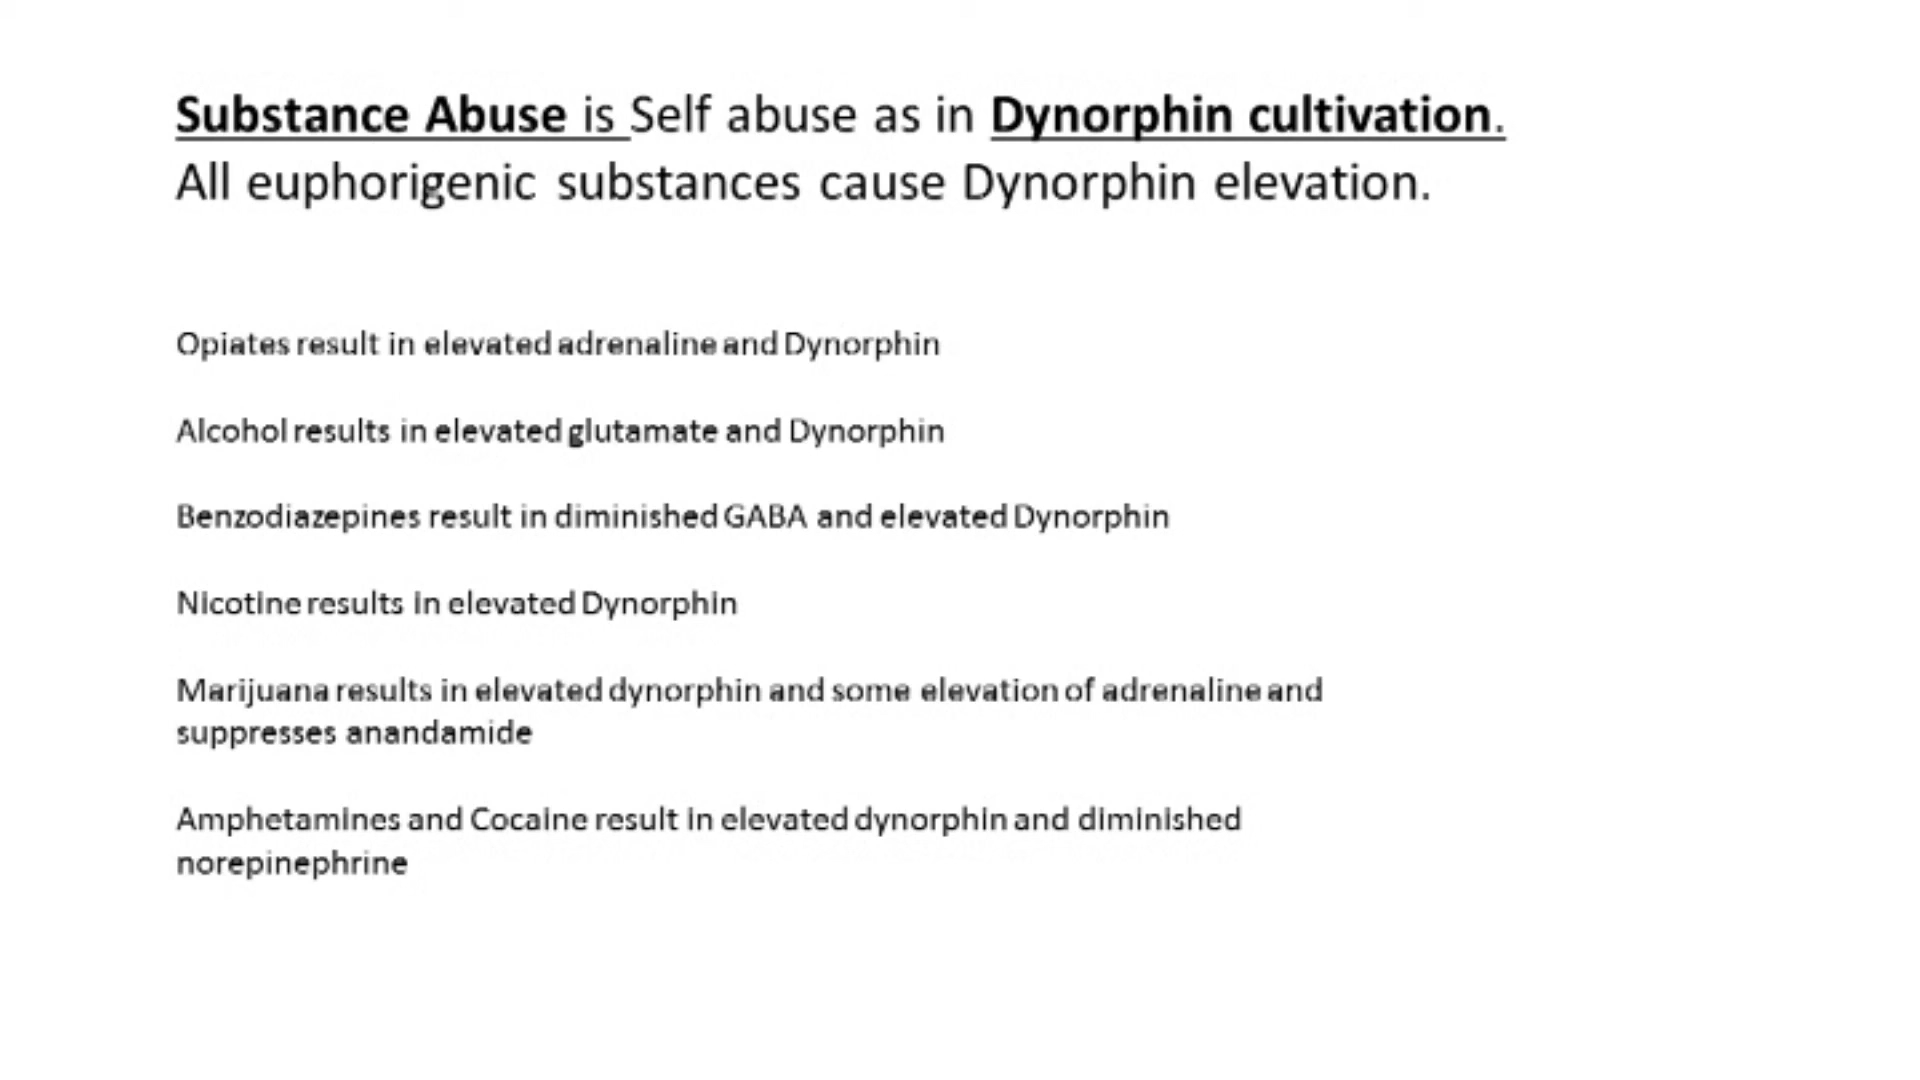 Substance Abuse is Self abuse as in Dynorphin cultivation.
All euphorigenic substances cause Dynorphin elevation.
Opiates result in elevated adrenaline and Dynorphin
Alcohol results in elevated glutamate and Dynorphin
Benzodiazepines result in diminished GABA and elevated Dynorphin
Nicotine results in elevated Dynorphin
Marijuana results in elevated dynorphin and some elevation of adrenaline and
suppresses anandamide
Amphetamines and Cocaine result in elevated dynorphin and diminished
norepinephrine